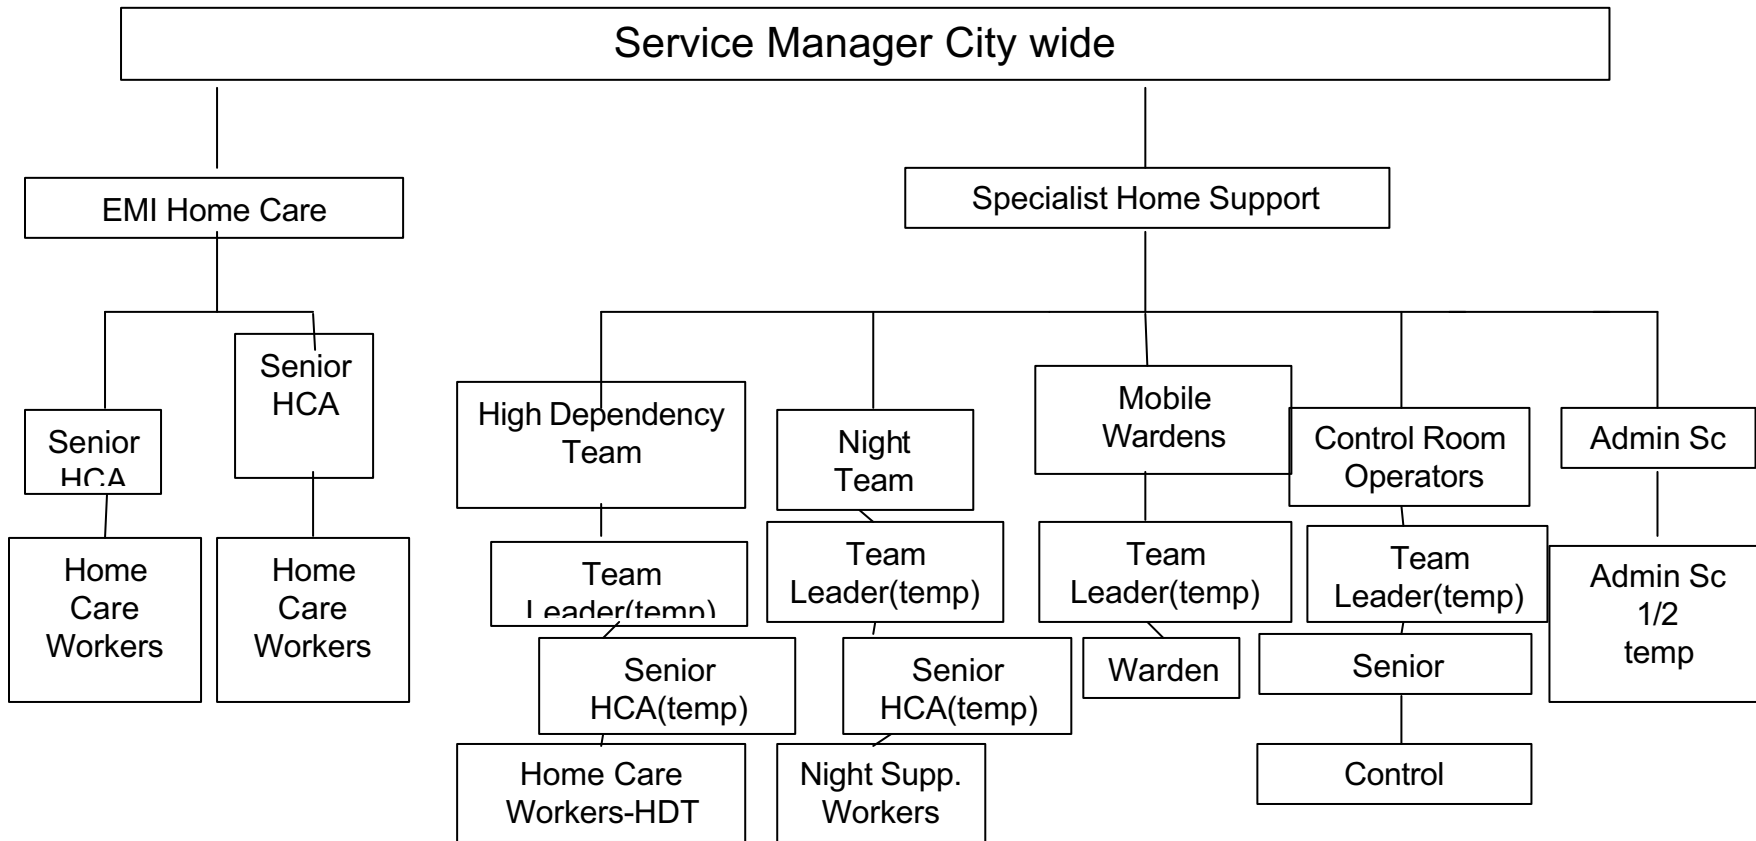 Service Manager City wide
EMI Home Care
Specialist Home Support
Senior
HCA
Home
Care
Workers
Senior
HCA
Home
Care
Workers
High Dependency
Team
Team
Leader(temp)
Senior
HCA(temp)
Home Care
Workers-HDT
Night
Team
Team
Leader(temp)
Senior
HCA(temp)
Night Supp.
Workers
Mobile
Wardens
Team
Leader(temp)
Warden
Control Room
Operators
Team
Leader(temp)
Senior
Control
Admin Sc
Admin Sc
1/2
temp